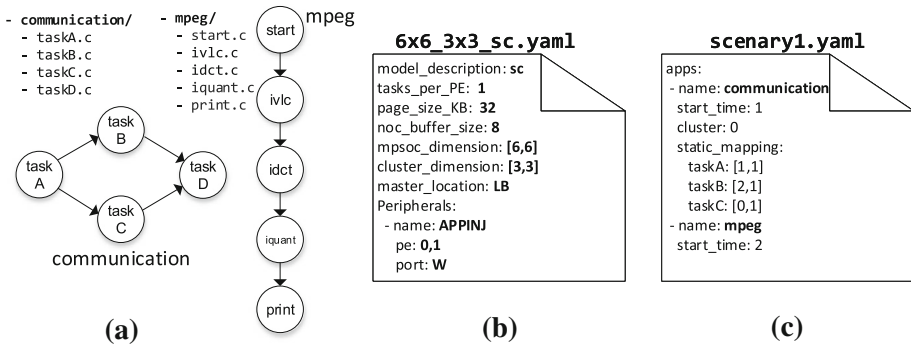 - communication/
- taskA.c
- taskB.c
- taskC.c
- taskD.c
- mpeg/
- start.c
- ivlc.c
- idct.c
- iquant.c
- print.c
task A
task B
task C
task D
communication
mpeg
start
ivlc
idct
iquant
print
(a)
6x6_3x3_sc.yaml
model_description: sc
tasks_per_PE: 1
page_size_KB: 32
noc_buffer_size: 8
mpsoc_dimension: [6,6]
cluster_dimension: [3,3]
master_location: LB
Peripherals:
- name: APPINJ
pe: 0,1
port: W
(b)
scenary1.yaml
apps:
- name: communication
start_time: 1
cluster: 0
static_mapping:
taskA: [1,1]
taskB: [2,1]
taskC: [0,1]
- name: mpeg
start_time: 2
(c)